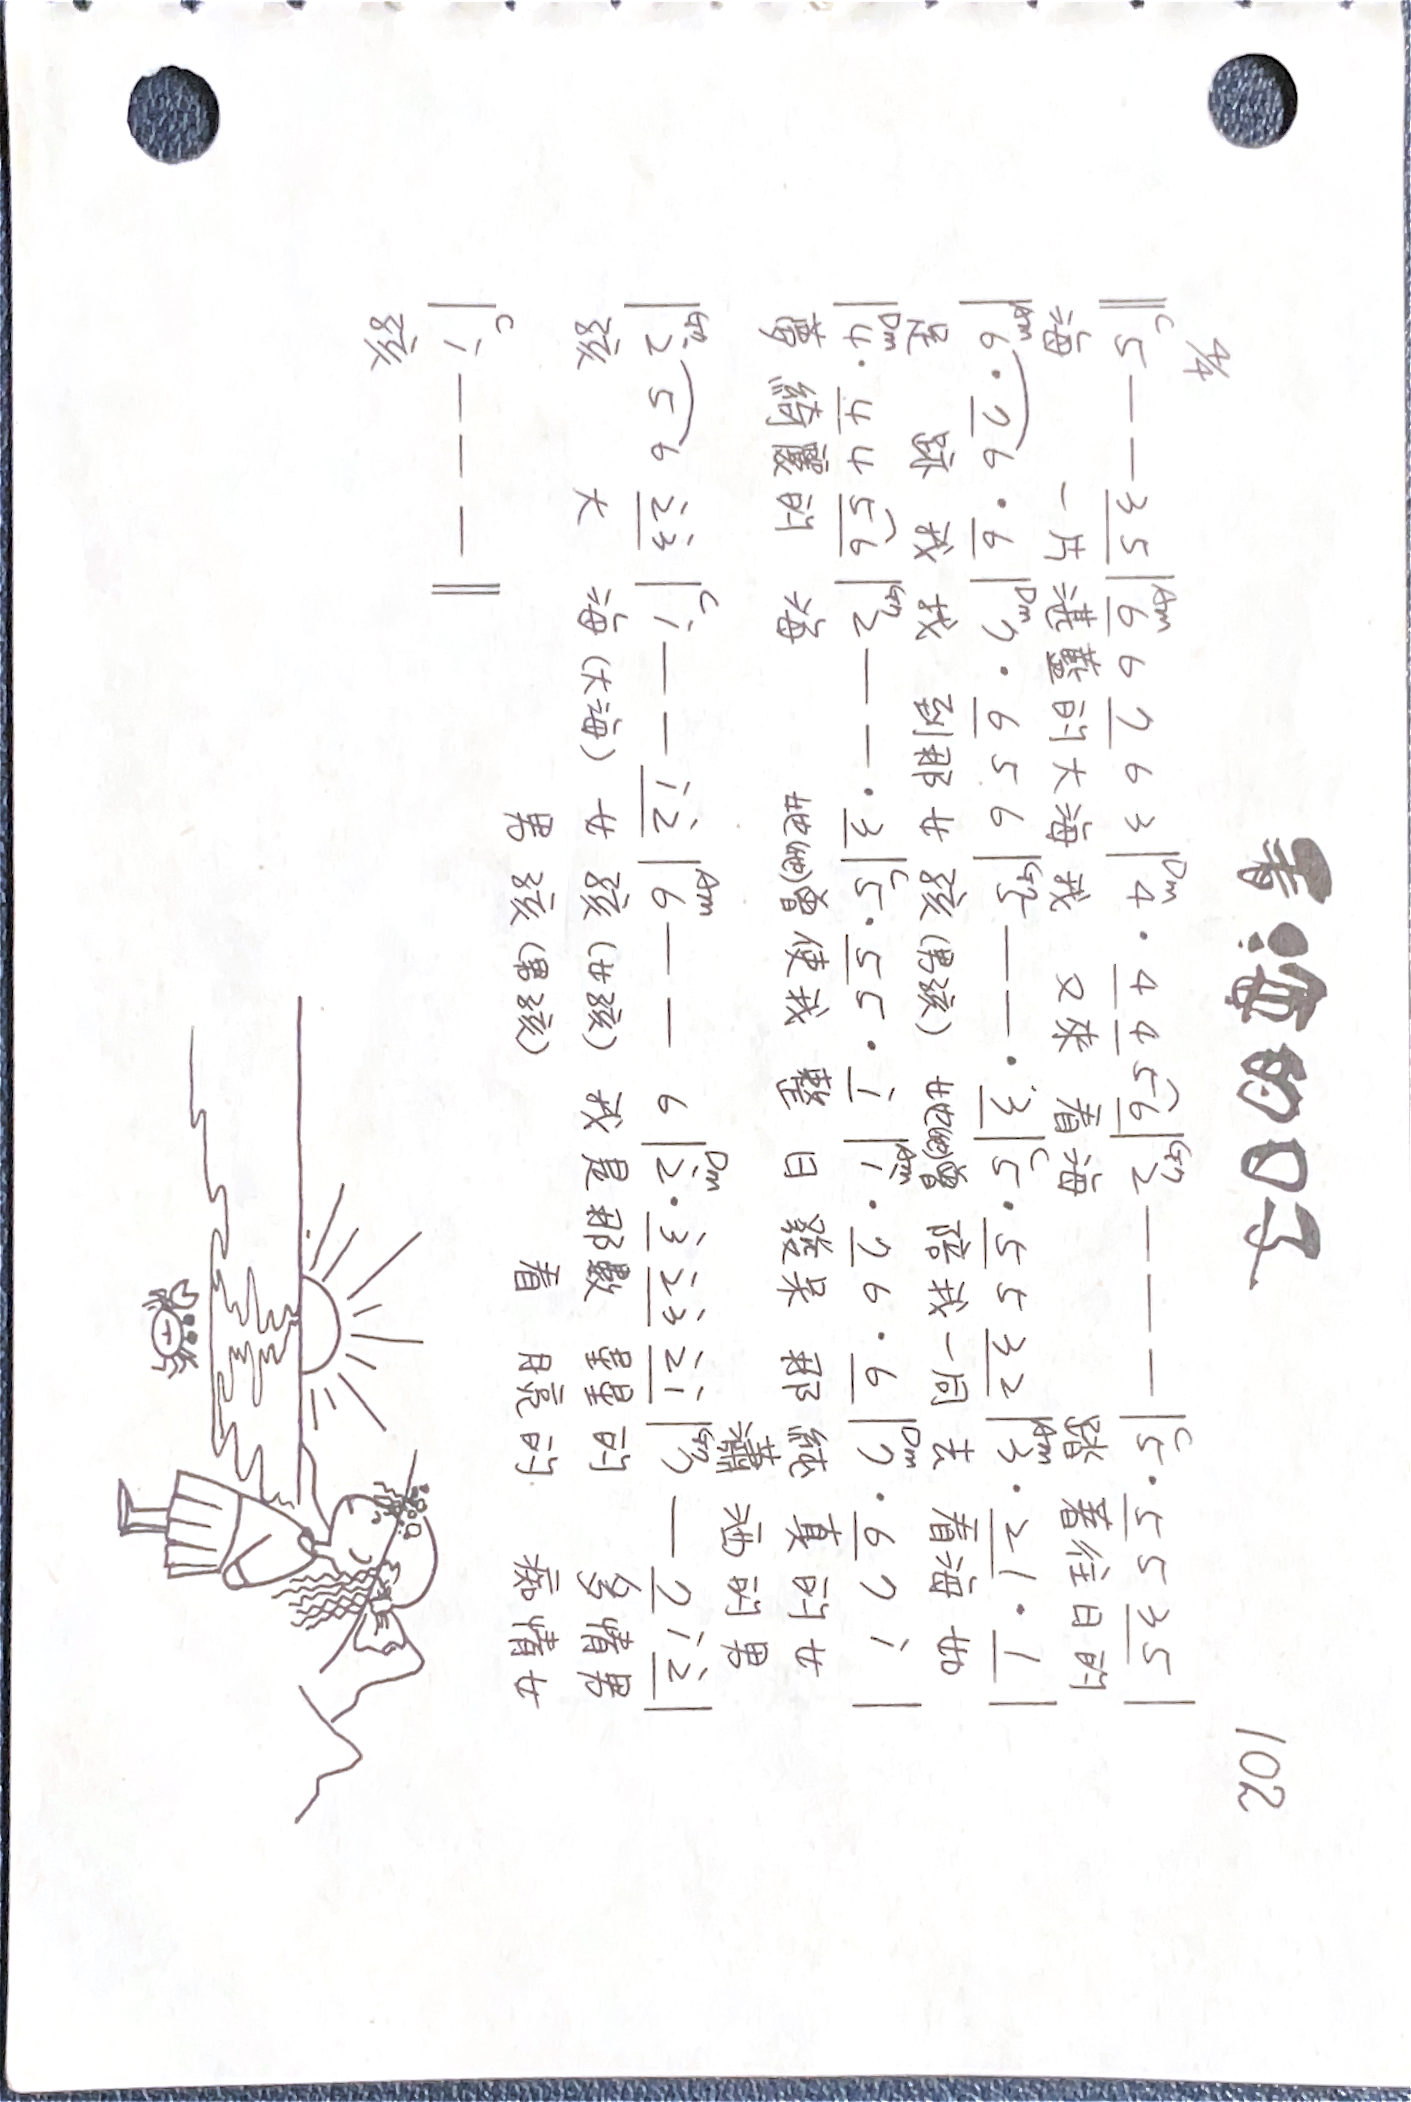 看海的日子
102
4/4
C Am Dm G7 C
‖5 — — 3 5 | 6 6 7 6 3 | 4 · 4 4 5 6 | 2 — — — | 5 · 5 5 3 5 |
海 一片湛藍的大海我 又來 看海 踏 著往日的
Am Dm G7 C Am
| 6 · 7 6 · 6 | 7 · 6 5 6 | 5 — — · 3 | 5 · 5 5 3 2 | 3 · 2 1 · 1 |
足 跡 我 找 到那女 孩(男孩) 她(他)曾 陪我一同 去 看海 如
Dm G7 C Am Dm
| 4 · 4 4 5 6 | 2 — — · 3 | 5 · 5 5 · i | i · 7 6 · 6 | 7 · 6 7 i |
夢 綺麗的 海 她(他)曾使我 整 日 發呆 那 純 真 的 女
瀟 洒 的 男
G7 C Am Dm G7
| 2̇ 5 6 2̇ 3̇ | i — — i 2̇ | 6 — — 6 | 2̇ · 3̇ 2̇ 3̇ 2̇ i | 7 — 7 i 2̇ |
孩 大 海(大海) 女 孩(女孩) 我是那數 星星的 多情男
男 孩(男孩) 看 月亮的 痴情女
C
| i — — — ‖
孩